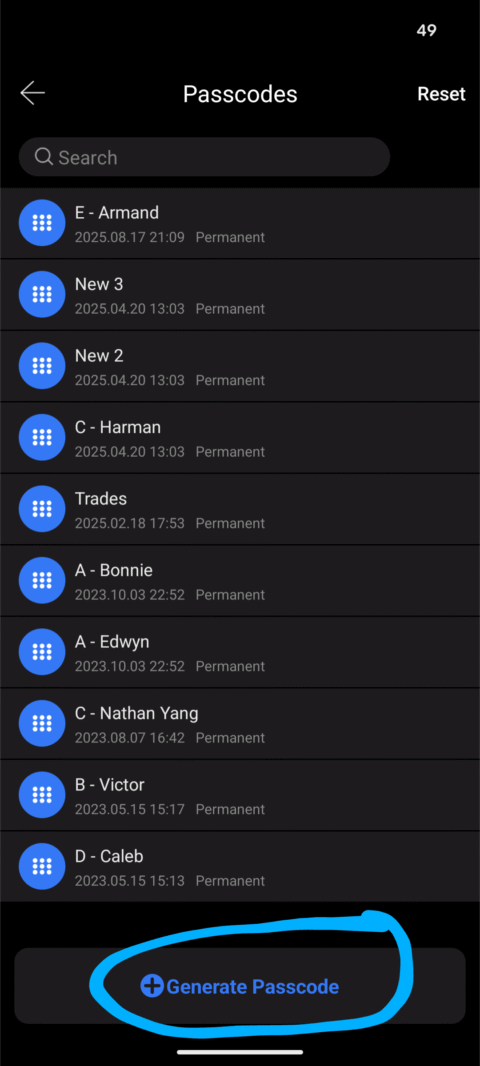 49
Passcodes Reset
Search
E - Armand
2025.08.17 21:09 Permanent
New 3
2025.04.20 13:03 Permanent
New 2
2025.04.20 13:03 Permanent
C - Harman
2025.04.20 13:03 Permanent
Trades
2025.02.18 17:53 Permanent
A - Bonnie
2023.10.03 22:52 Permanent
A - Edwyn
2023.10.03 22:52 Permanent
C - Nathan Yang
2023.08.07 16:42 Permanent
B - Victor
2023.05.15 15:17 Permanent
D - Caleb
2023.05.15 15:13 Permanent
Generate Passcode